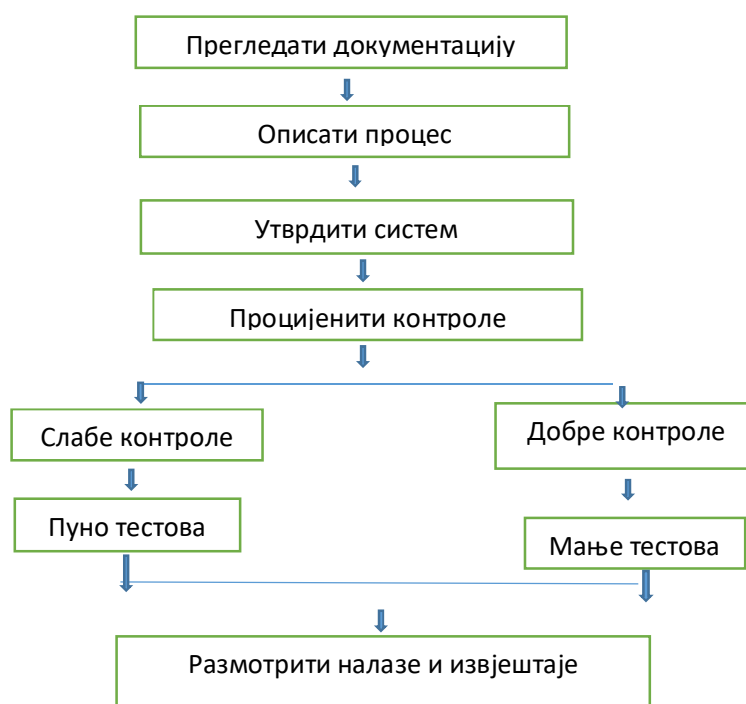 Прегледати документацију
Описати процес
Утврдити систем
Процијенити контроле
Слабе контроле
Добре контроле
Пуно тестова
Мање тестова
Размотрити налазе и извјештаје